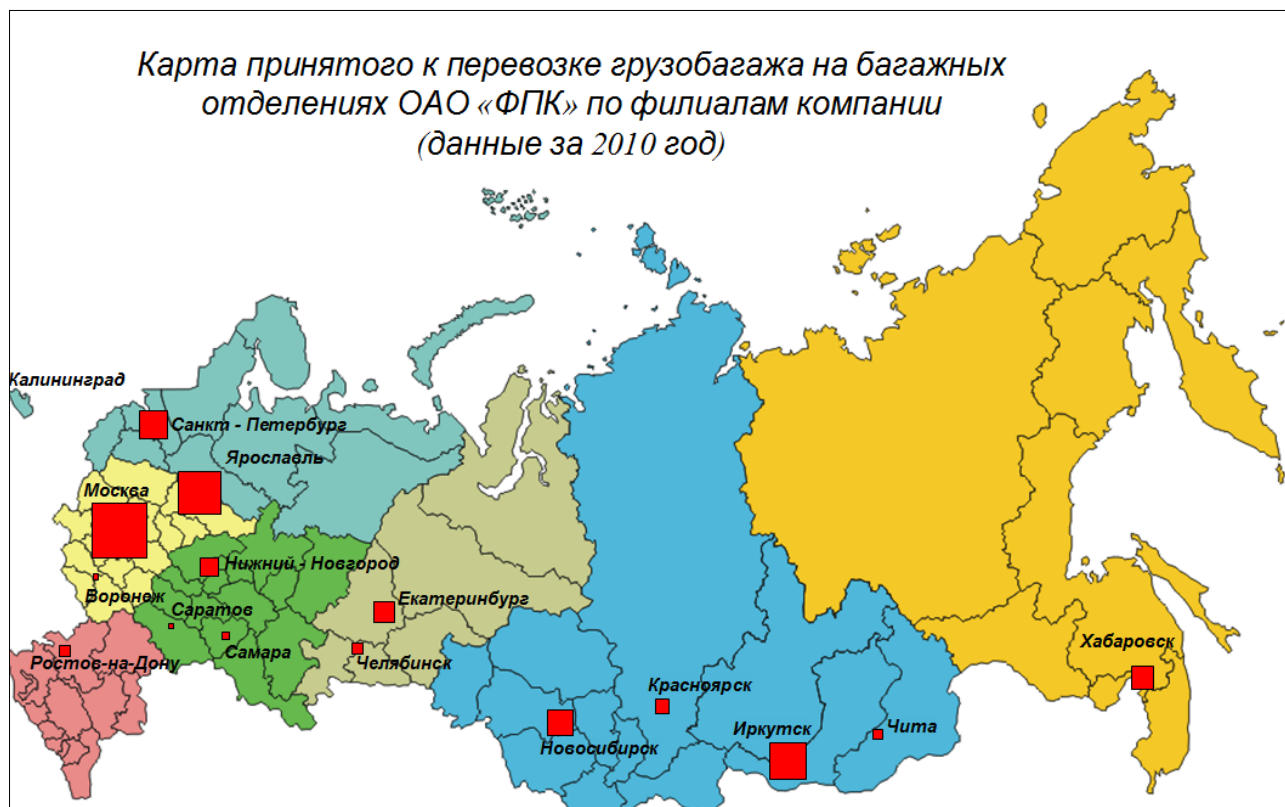 Карта принятого к перевозке грузобагажа на багажных
отделениях ОАО «ФПК» по филиалам компании
(данные за 2010 год)
Калининград
Санкт - Петербург
Ярославль
Москва
Нижний - Новгород
Воронеж
Саратов
Екатеринбург
Самара
Ростов-на-Дону
Челябинск
Хабаровск
Красноярск
Иркутск
Чита
Новосибирск